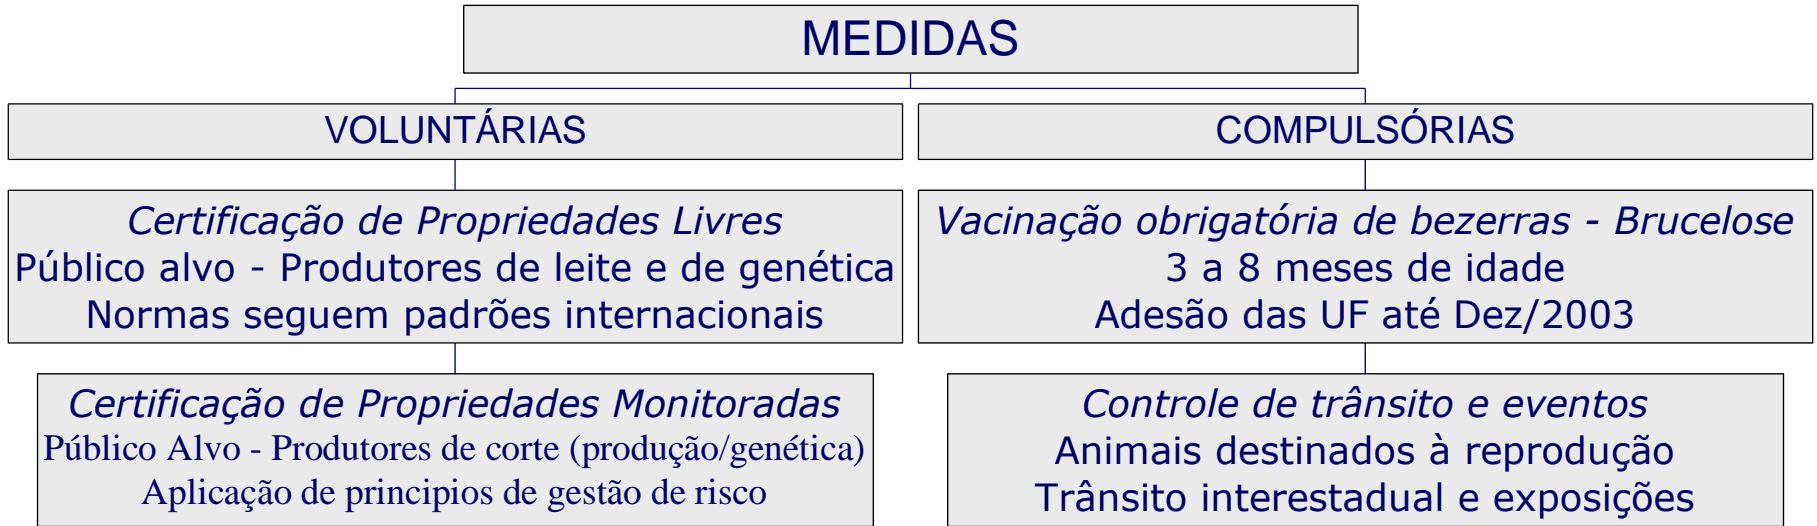 MEDIDAS
VOLUNTÁRIAS
COMPULSÓRIAS
Certificação de Propriedades Livres
Público alvo - Produtores de leite e de genética
Normas seguem padrões internacionais
Vacinação obrigatória de bezerras - Brucelose
3 a 8 meses de idade
Adesão das UF até Dez/2003
Certificação de Propriedades Monitoradas
Público Alvo - Produtores de corte (produção/genética)
Aplicação de principios de gestão de risco
Controle de trânsito e eventos
Animais destinados à reprodução
Trânsito interestadual e exposições